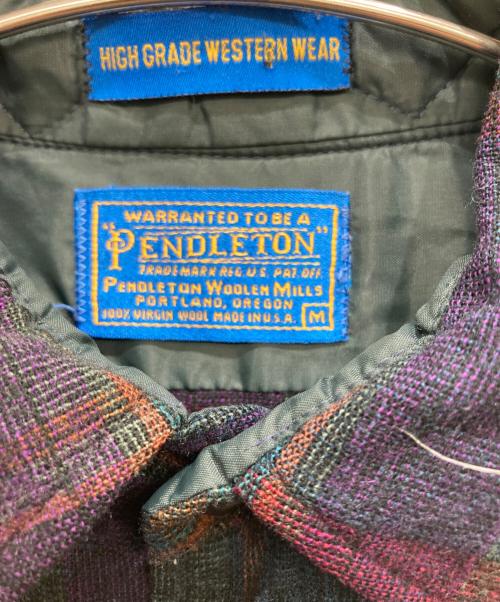 HIGH GRADE WESTERN WEAR
WARRANTED TO BE A
"PENDLETON"
TRADEMARK REG. U.S. PAT. OFF.
PENDLETON WOOLEN MILLS
PORTLAND, OREGON
100% VIRGIN WOOL MADE IN U.S.A. M